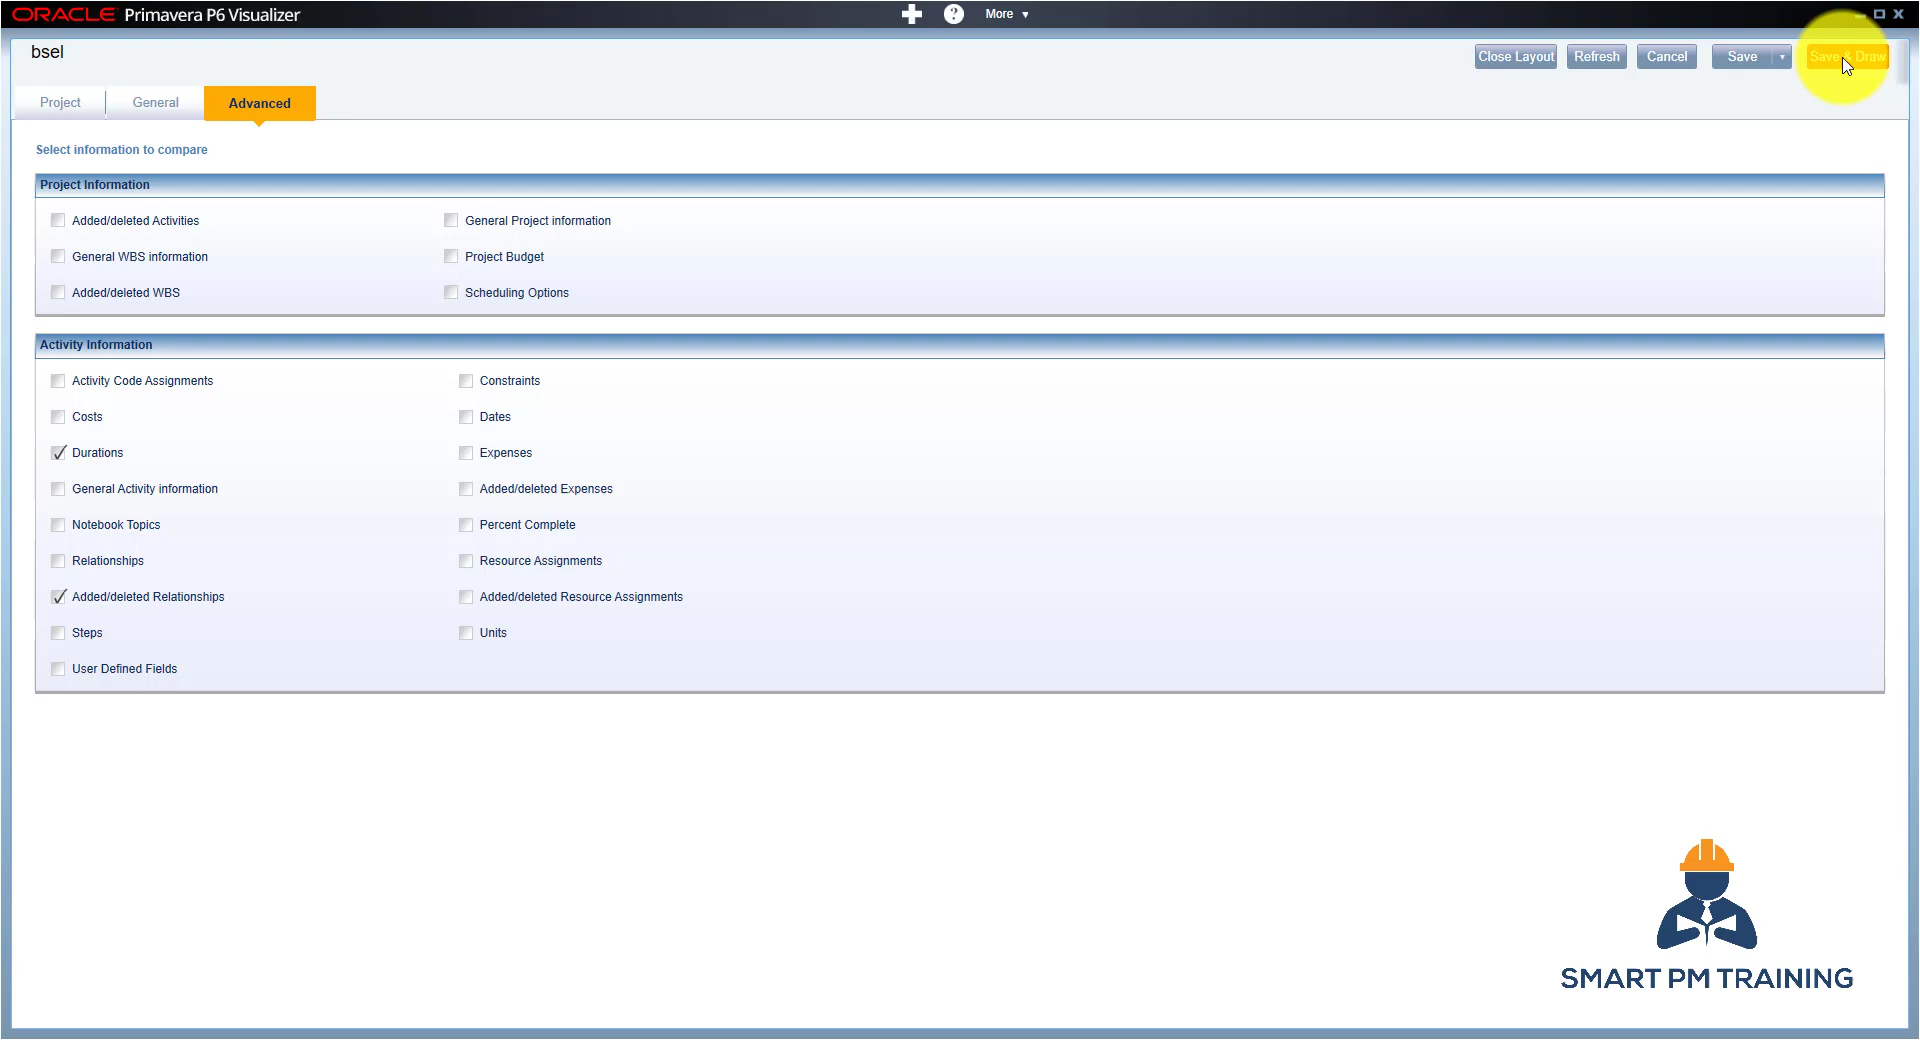 ORACLE Primavera P6 Visualizer
? More
bsel
Close Layout Refresh Cancel Save Save & Draw
Project General Advanced
Select information to compare
Project Information
Added/deleted Activities General Project information
General WBS information Project Budget
Added/deleted WBS Scheduling Options
Activity Information
Activity Code Assignments Constraints
Costs Dates
Durations Expenses
General Activity information Added/deleted Expenses
Notebook Topics Percent Complete
Relationships Resource Assignments
Added/deleted Relationships Added/deleted Resource Assignments
Steps Units
User Defined Fields
SMART PM TRAINING